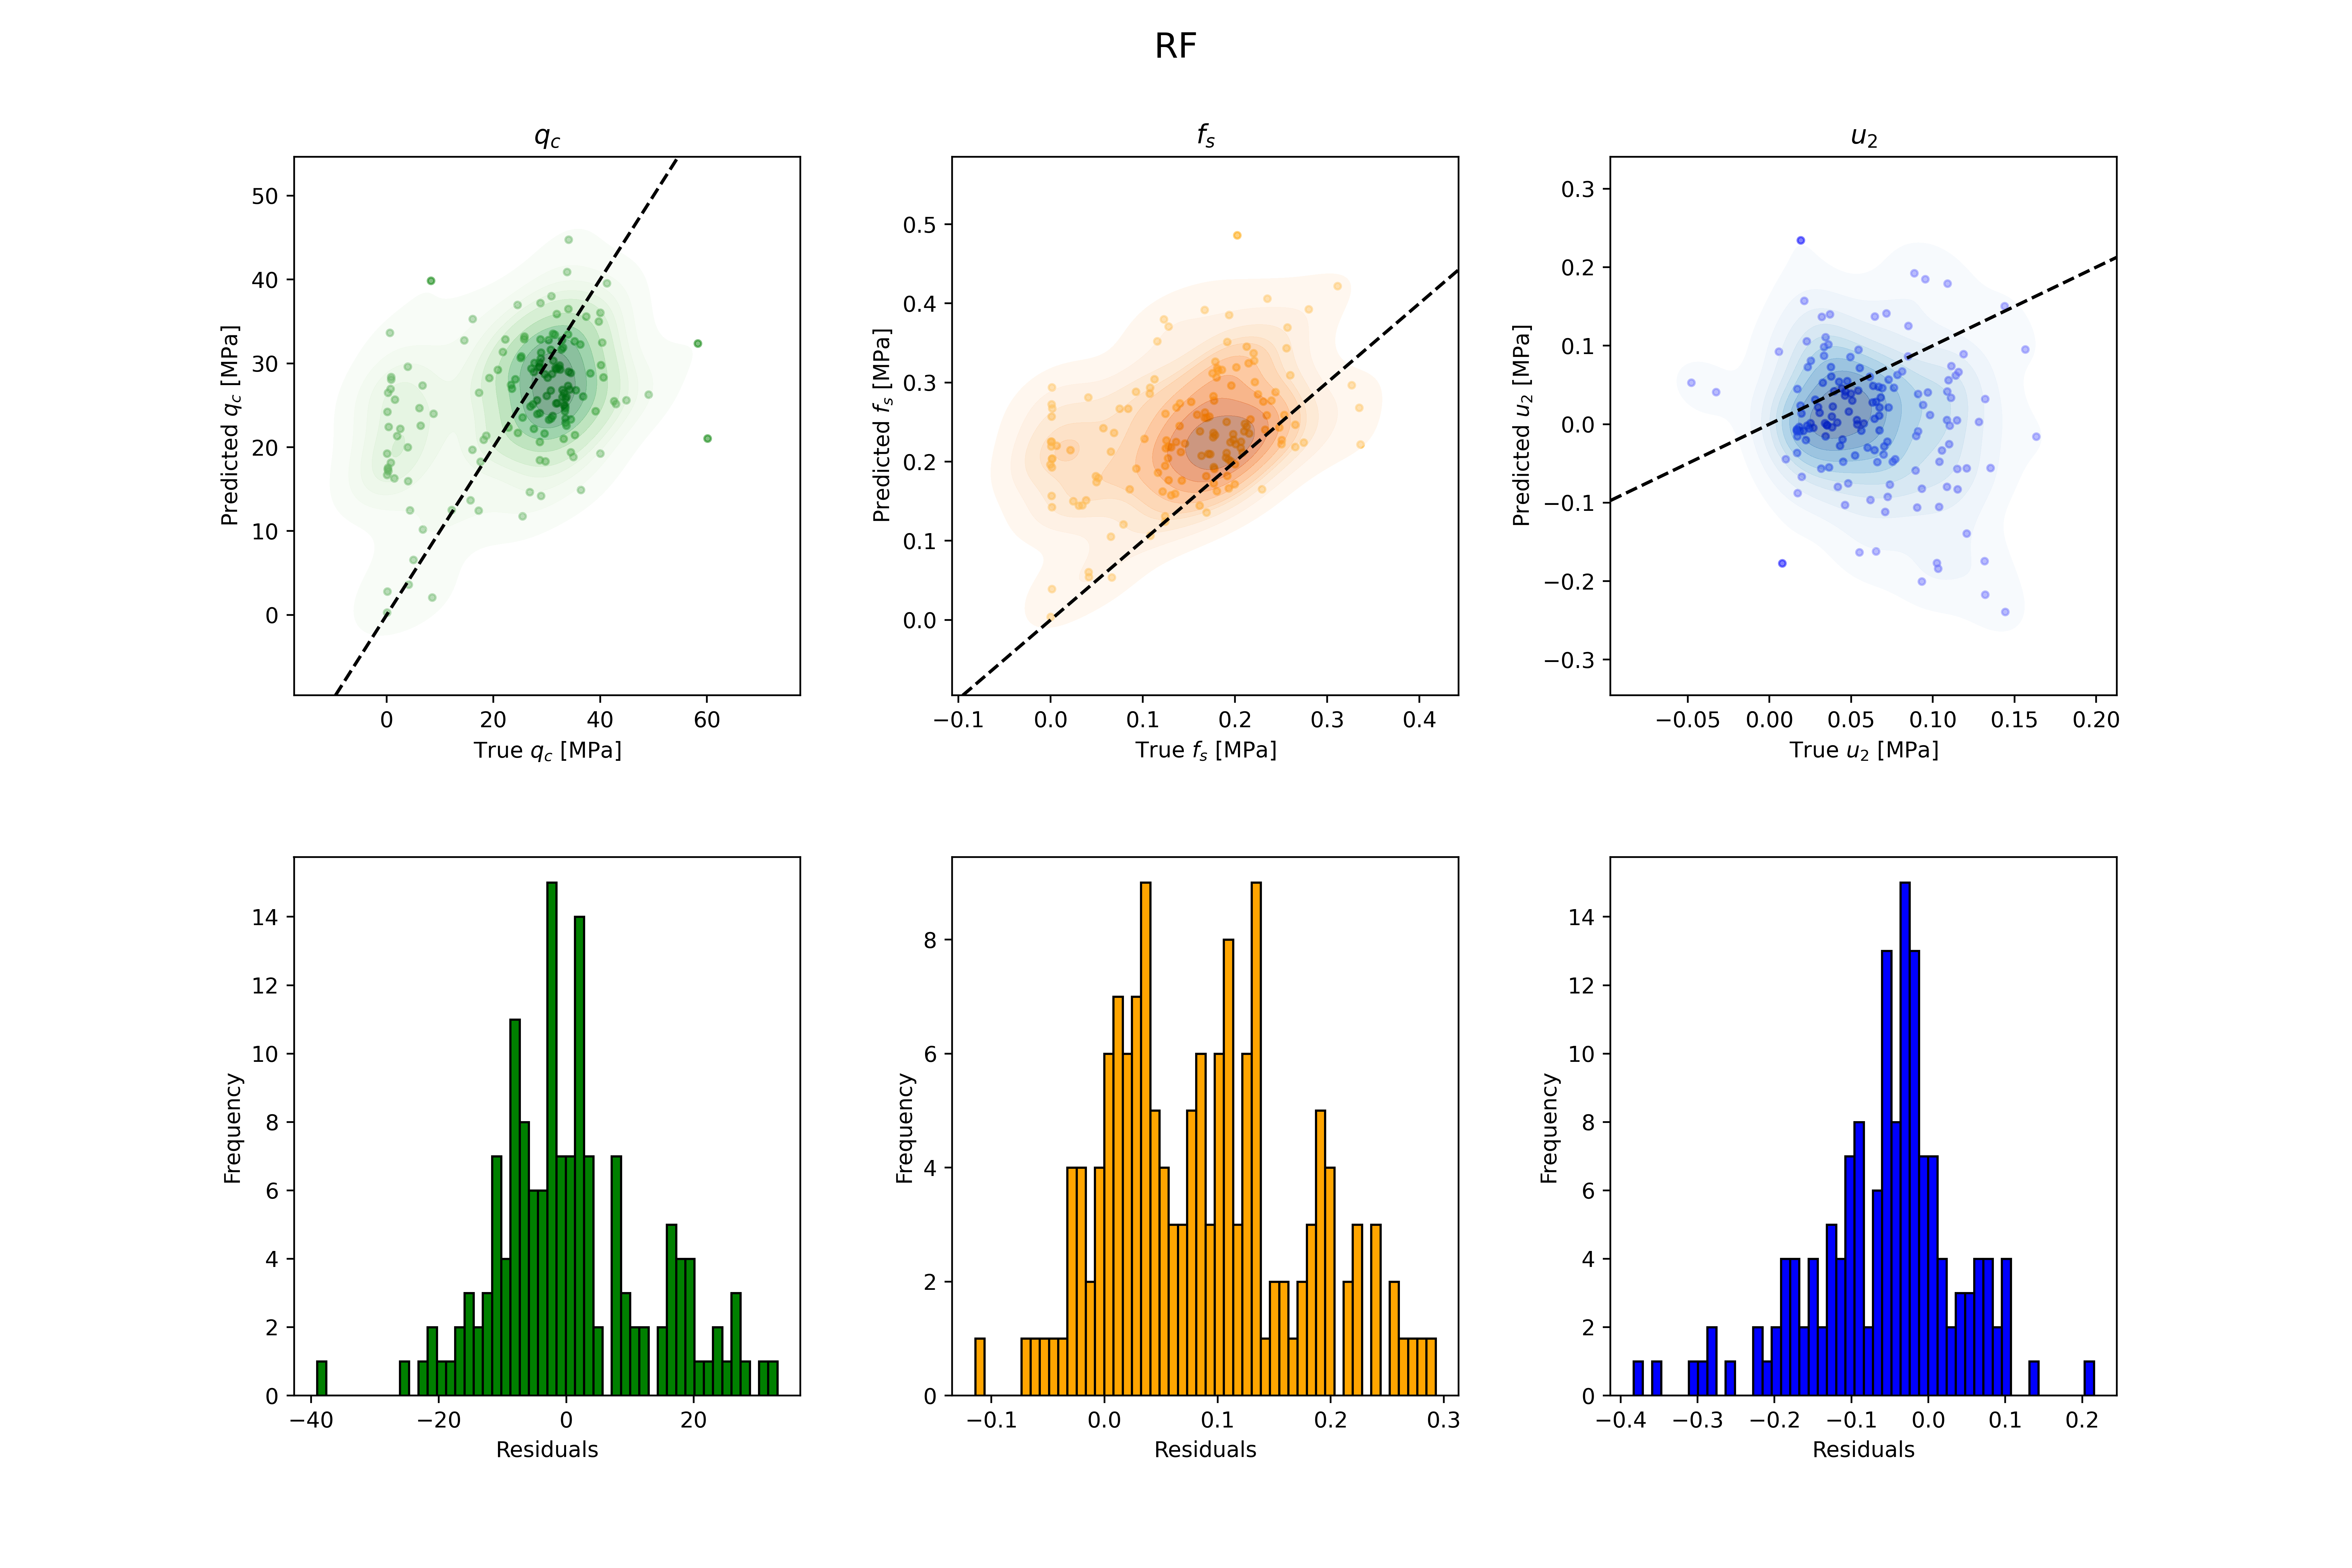 RF
q_c
50
40
30
20
10
0
Predicted q_c [MPa]
0 20 40 60
True q_c [MPa]
f_s
0.5
0.4
0.3
0.2
0.1
0.0
Predicted f_s [MPa]
−0.1 0.0 0.1 0.2 0.3 0.4
True f_s [MPa]
u_2
0.3
0.2
0.1
0.0
−0.1
−0.2
−0.3
Predicted u_2 [MPa]
−0.05 0.00 0.05 0.10 0.15 0.20
True u_2 [MPa]
14
12
10
8
6
4
2
0
Frequency
−40 −20 0 20
Residuals
8
6
4
2
0
Frequency
−0.1 0.0 0.1 0.2 0.3
Residuals
14
12
10
8
6
4
2
0
Frequency
−0.4 −0.3 −0.2 −0.1 0.0 0.1 0.2
Residuals